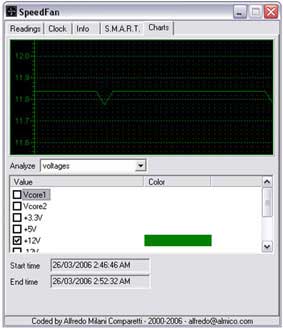 SpeedFan
Readings Clock Info S.M.A.R.T. Charts
12.0
11.9
11.8
11.7
11.6
Analyze voltages
Value Color
Vcore1
Vcore2
+3.3V
+5V
+12V
-12V
Start time 26/03/2006 2:46:46 AM
End time 26/03/2006 2:52:32 AM
Coded by Alfredo Milani Comparetti - 2000-2006 - alfredo@almico.com